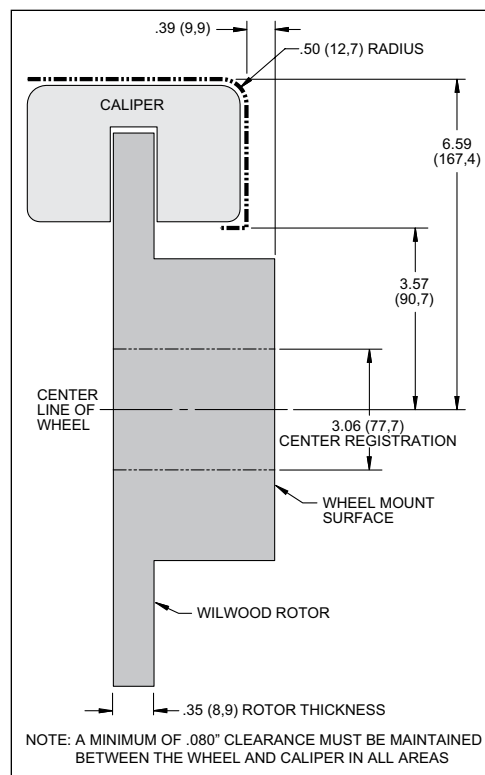 .39 (9,9)
.50 (12,7) RADIUS
CALIPER
6.59
(167,4)
3.57
(90,7)
CENTER
LINE OF
WHEEL
3.06 (77,7)
CENTER REGISTRATION
WHEEL MOUNT
SURFACE
WILWOOD ROTOR
.35 (8,9) ROTOR THICKNESS
NOTE: A MINIMUM OF .080" CLEARANCE MUST BE MAINTAINED
BETWEEN THE WHEEL AND CALIPER IN ALL AREAS